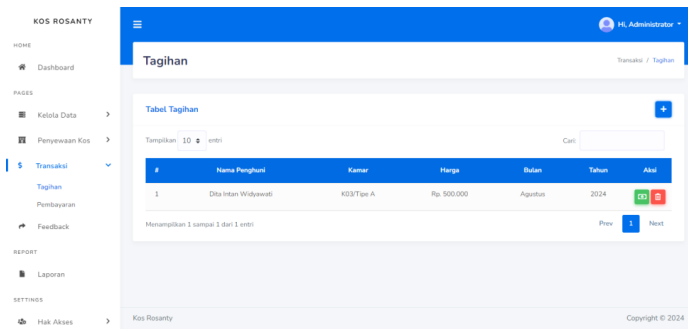 KOS ROSANTY
Hi, Administrator
HOME
Dashboard
PAGES
Kelola Data
Penyewaan Kos
Transaksi
Tagihan
Pembayaran
Feedback
REPORT
Laporan
SETTINGS
Hak Akses
Tagihan
Transaksi / Tagihan
Tabel Tagihan
+
Tampilkan 10 entri
Cari:
# Nama Penghuni Kamar Harga Bulan Tahun Aksi
1 Dita Intan Widyawati K03/Tipe A Rp. 500.000 Agustus 2024
Menampilkan 1 sampai 1 dari 1 entri
Prev 1 Next
Kos Rosanty
Copyright © 2024